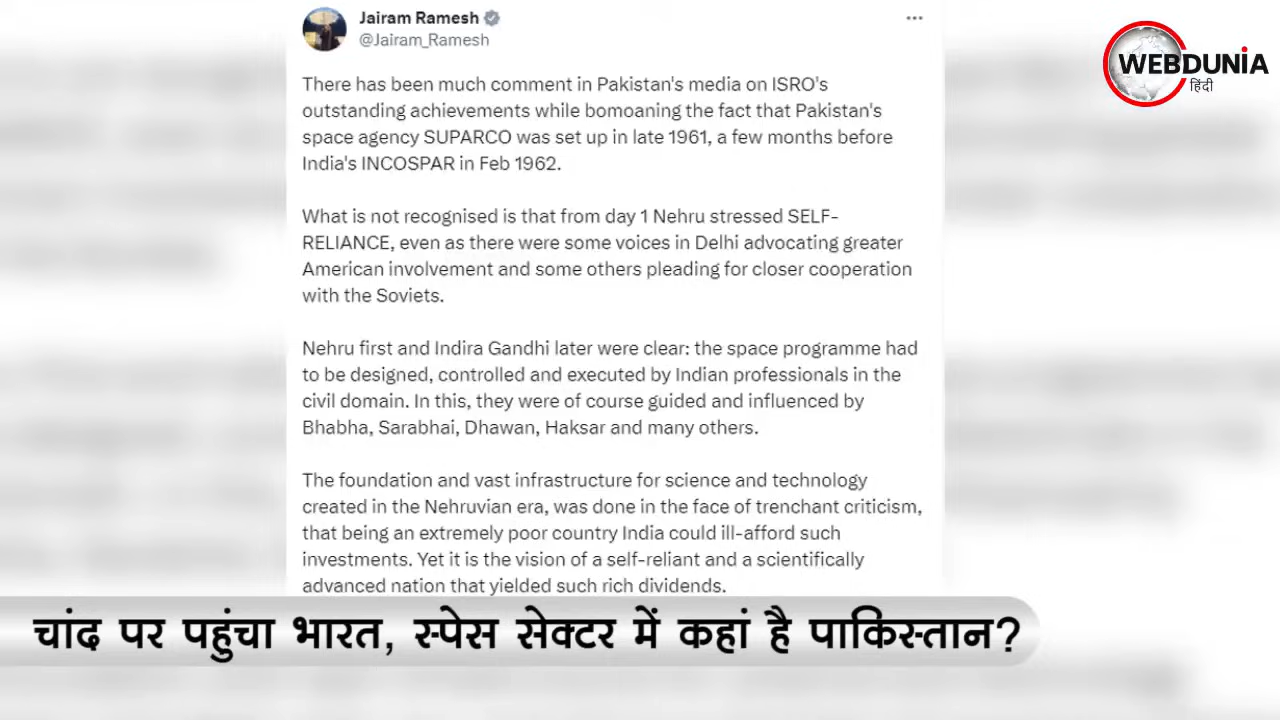 Jairam Ramesh
@Jairam_Ramesh
WEBDUNIA
हिंदी
There has been much comment in Pakistan's media on ISRO's
outstanding achievements while bomoaning the fact that Pakistan's
space agency SUPARCO was set up in late 1961, a few months before
India's INCOSPAR in Feb 1962.
What is not recognised is that from day 1 Nehru stressed SELF-
RELIANCE, even as there were some voices in Delhi advocating greater
American involvement and some others pleading for closer cooperation
with the Soviets.
Nehru first and Indira Gandhi later were clear: the space programme had
to be designed, controlled and executed by Indian professionals in the
civil domain. In this, they were of course guided and influenced by
Bhabha, Sarabhai, Dhawan, Haksar and many others.
The foundation and vast infrastructure for science and technology
created in the Nehruvian era, was done in the face of trenchant criticism,
that being an extremely poor country India could ill-afford such
investments. Yet it is the vision of a self-reliant and a scientifically
advanced nation that yielded such rich dividends.
चांद पर पहुंचा भारत, स्पेस सेक्टर में कहां है पाकिस्तान?